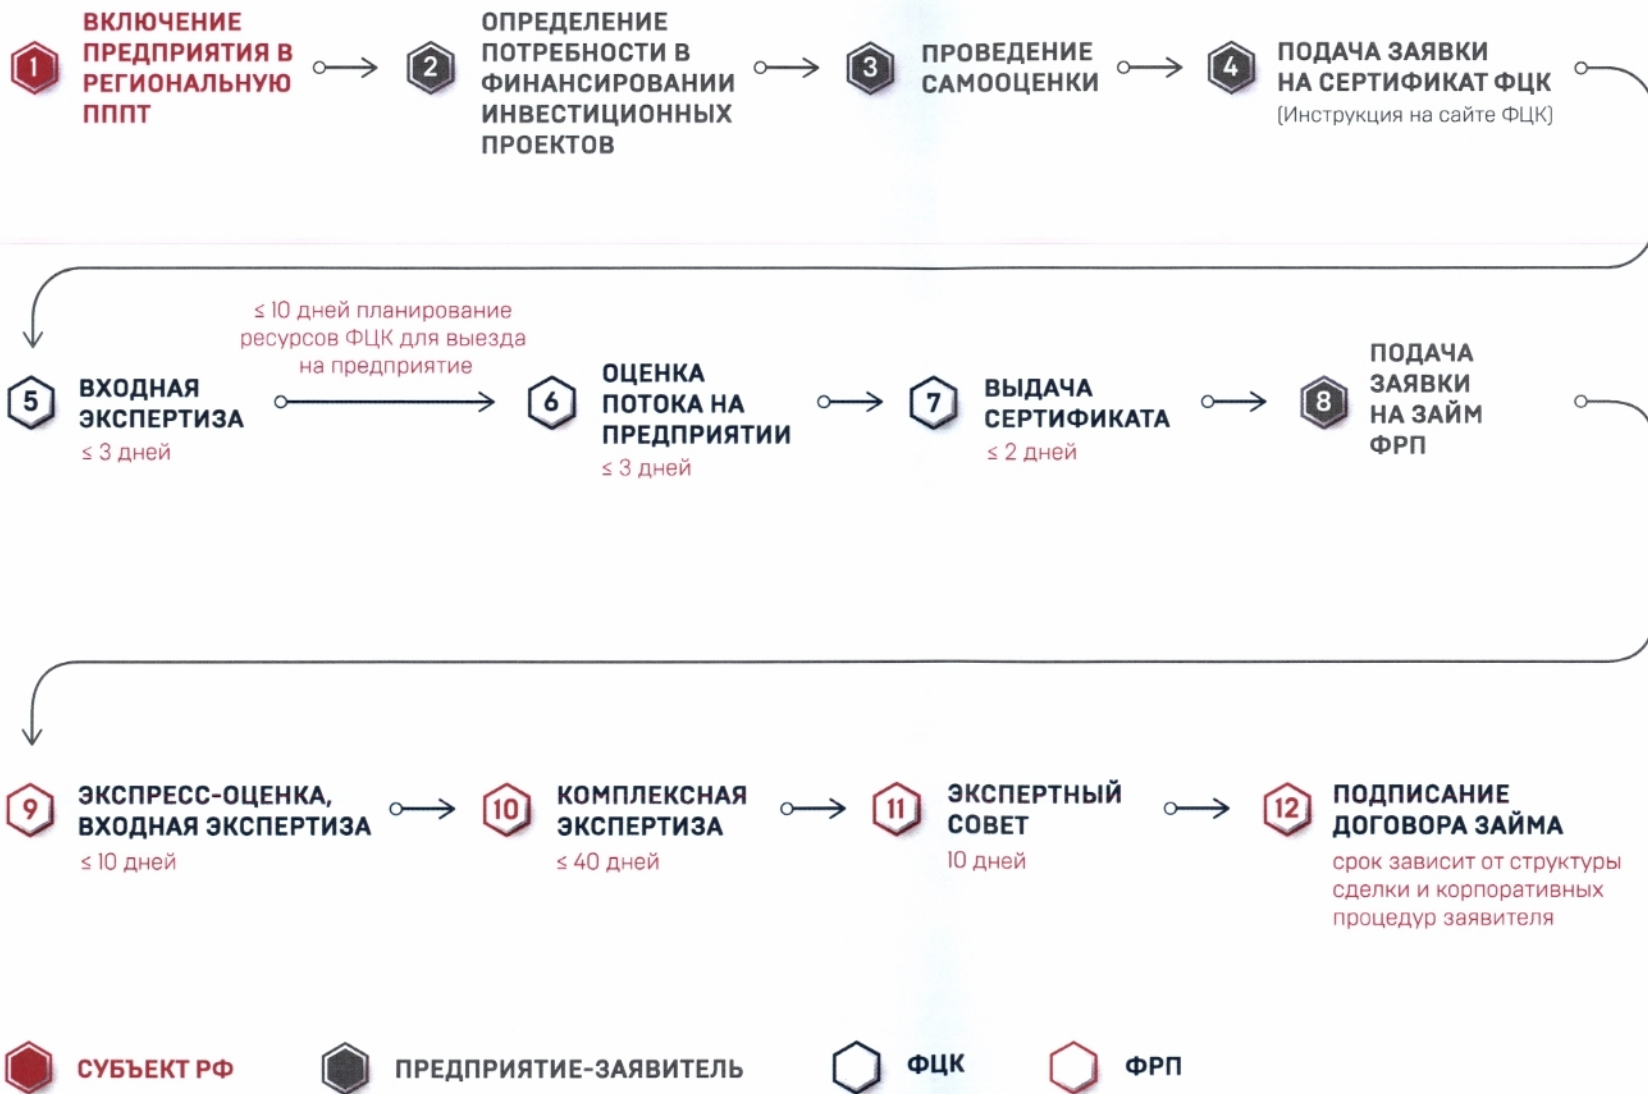 1
ВКЛЮЧЕНИЕ
ПРЕДПРИЯТИЯ В
РЕГИОНАЛЬНУЮ
ПППТ
2
ОПРЕДЕЛЕНИЕ
ПОТРЕБНОСТИ В
ФИНАНСИРОВАНИИ
ИНВЕСТИЦИОННЫХ
ПРОЕКТОВ
3
ПРОВЕДЕНИЕ
САМООЦЕНКИ
4
ПОДАЧА ЗАЯВКИ
НА СЕРТИФИКАТ ФЦК
(Инструкция на сайте ФЦК)
5
ВХОДНАЯ
ЭКСПЕРТИЗА
≤ 3 дней
≤ 10 дней планирование
ресурсов ФЦК для выезда
на предприятие
6
ОЦЕНКА
ПОТОКА НА
ПРЕДПРИЯТИИ
≤ 3 дней
7
ВЫДАЧА
СЕРТИФИКАТА
≤ 2 дней
8
ПОДАЧА
ЗАЯВКИ
НА ЗАЙМ
ФРП
9
ЭКСПРЕСС-ОЦЕНКА,
ВХОДНАЯ ЭКСПЕРТИЗА
≤ 10 дней
10
КОМПЛЕКСНАЯ
ЭКСПЕРТИЗА
≤ 40 дней
11
ЭКСПЕРТНЫЙ
СОВЕТ
10 дней
12
ПОДПИСАНИЕ
ДОГОВОРА ЗАЙМА
срок зависит от структуры
сделки и корпоративных
процедур заявителя
СУБЪЕКТ РФ
ПРЕДПРИЯТИЕ-ЗАЯВИТЕЛЬ
ФЦК
ФРП